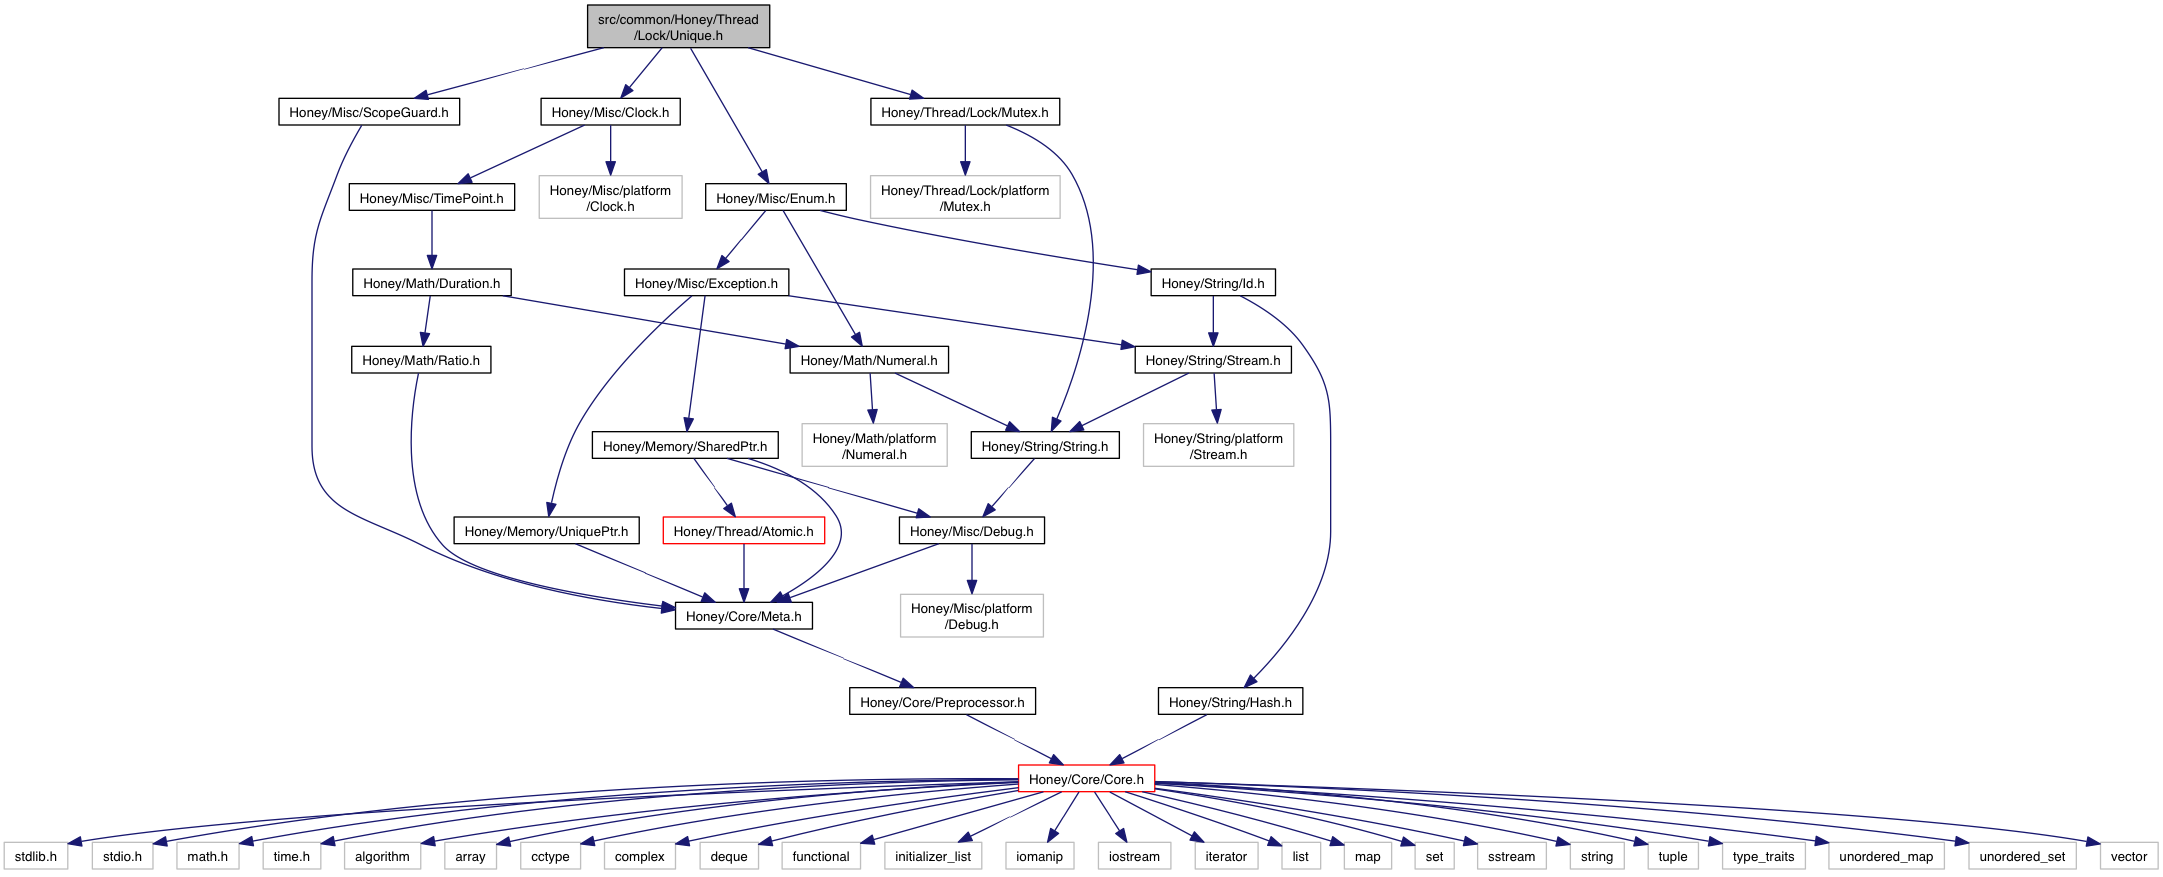 src/common/Honey/Thread
/Lock/Unique.h
Honey/Misc/ScopeGuard.h
Honey/Misc/Clock.h
Honey/Thread/Lock/Mutex.h
Honey/Misc/TimePoint.h
Honey/Misc/platform
/Clock.h
Honey/Misc/Enum.h
Honey/Thread/Lock/platform
/Mutex.h
Honey/Math/Duration.h
Honey/Misc/Exception.h
Honey/String/Id.h
Honey/Math/Ratio.h
Honey/Math/Numeral.h
Honey/String/Stream.h
Honey/Memory/SharedPtr.h
Honey/Math/platform
/Numeral.h
Honey/String/String.h
Honey/String/platform
/Stream.h
Honey/Memory/UniquePtr.h
Honey/Thread/Atomic.h
Honey/Misc/Debug.h
Honey/Core/Meta.h
Honey/Misc/platform
/Debug.h
Honey/Core/Preprocessor.h
Honey/String/Hash.h
Honey/Core/Core.h
stdlib.h
stdio.h
math.h
time.h
algorithm
array
cctype
complex
deque
functional
initializer_list
iomanip
iostream
iterator
list
map
set
sstream
string
tuple
type_traits
unordered_map
unordered_set
vector